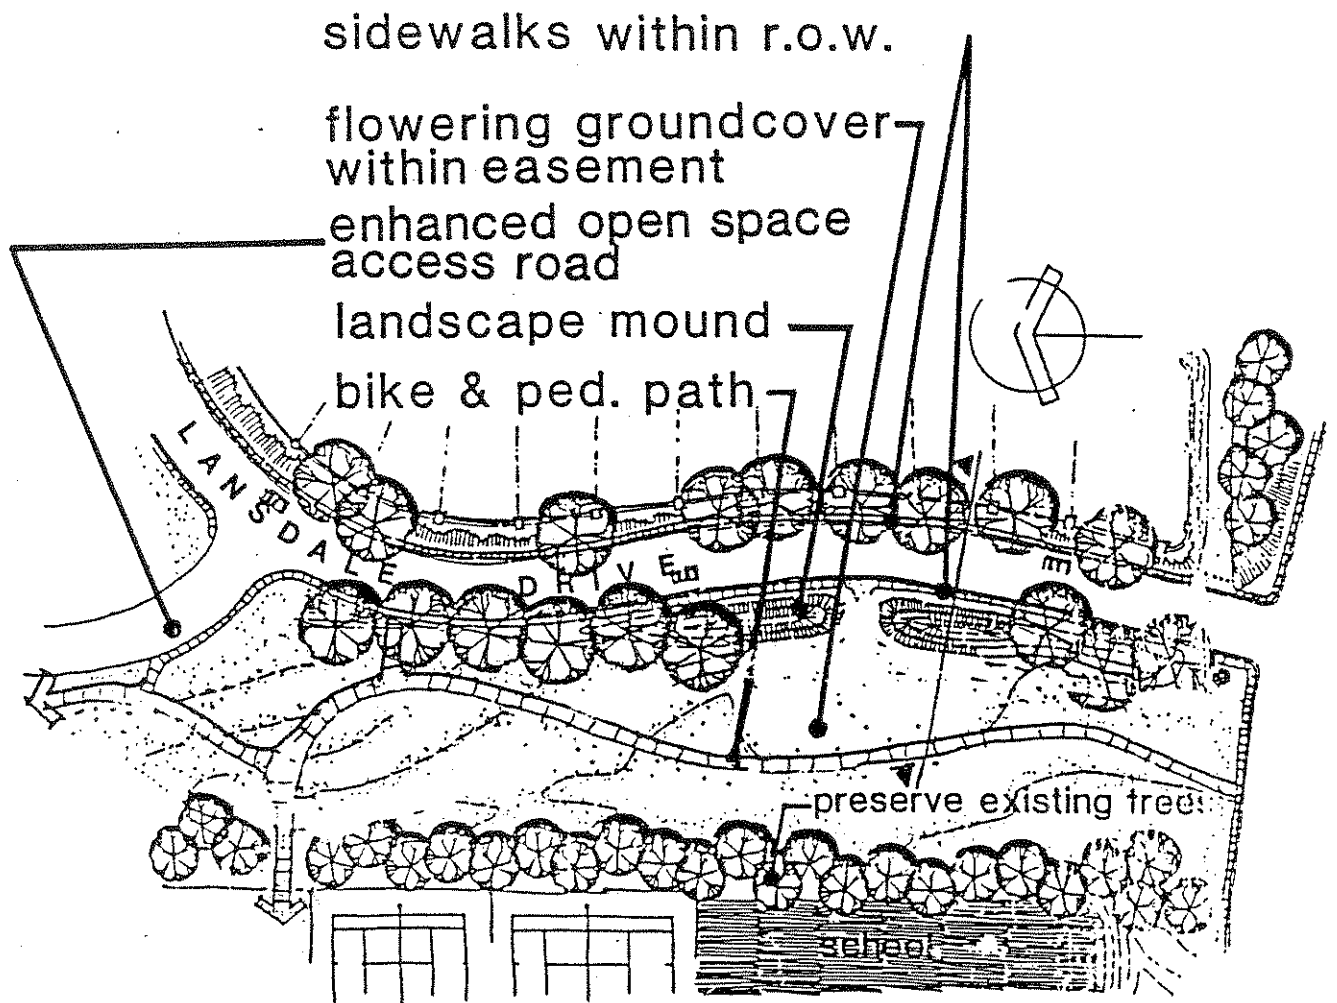 sidewalks within r.o.w.
flowering groundcover
within easement
enhanced open space
access road
landscape mound
bike & ped. path
LANSDALE DRIVE
preserve existing trees
school